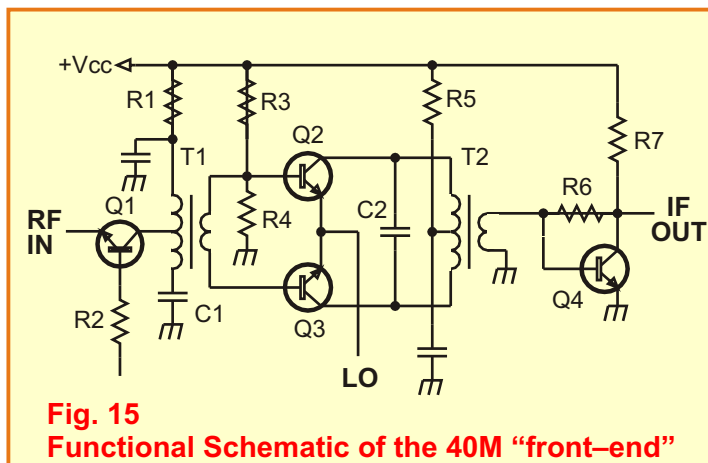 +Vcc
R1
R3
R5
R7
Q2
T1
T2
Q1
R6
RF
IN
R4
C2
IF
OUT
C1
Q3
Q4
R2
LO
Fig. 15
Functional Schematic of the 40M “front–end”